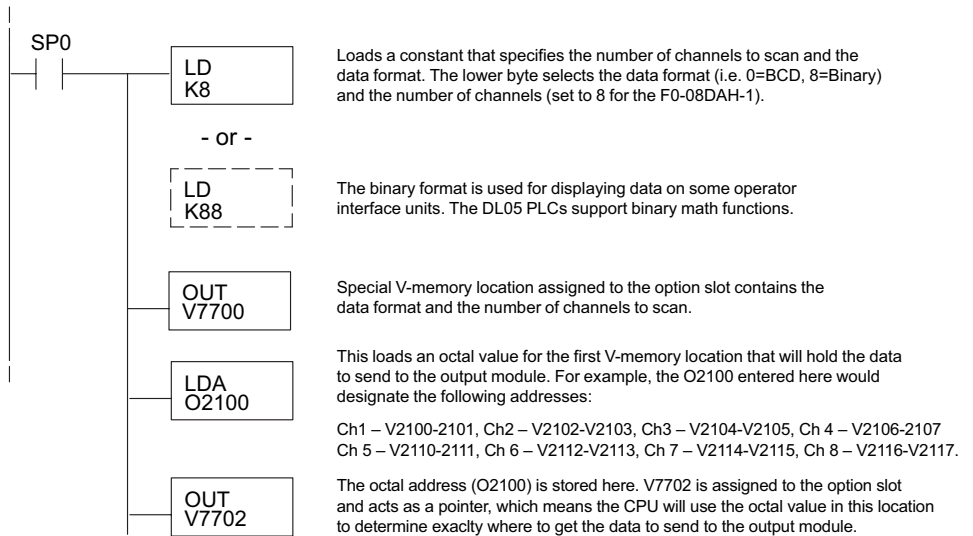 SP0
LD
K8
Loads a constant that specifies the number of channels to scan and the
data format. The lower byte selects the data format (i.e. 0=BCD, 8=Binary)
and the number of channels (set to 8 for the F0-08DAH-1).
- or -
LD
K88
The binary format is used for displaying data on some operator
interface units. The DL05 PLCs support binary math functions.
OUT
V7700
Special V-memory location assigned to the option slot contains the
data format and the number of channels to scan.
LDA
O2100
This loads an octal value for the first V-memory location that will hold the data
to send to the output module. For example, the O2100 entered here would
designate the following addresses:
Ch1 – V2100-2101, Ch2 – V2102-V2103, Ch3 – V2104-V2105, Ch 4 – V2106-2107
Ch 5 – V2110-2111, Ch 6 – V2112-V2113, Ch 7 – V2114-V2115, Ch 8 – V2116-V2117.
OUT
V7702
The octal address (O2100) is stored here. V7702 is assigned to the option slot
and acts as a pointer, which means the CPU will use the octal value in this location
to determine exaclty where to get the data to send to the output module.